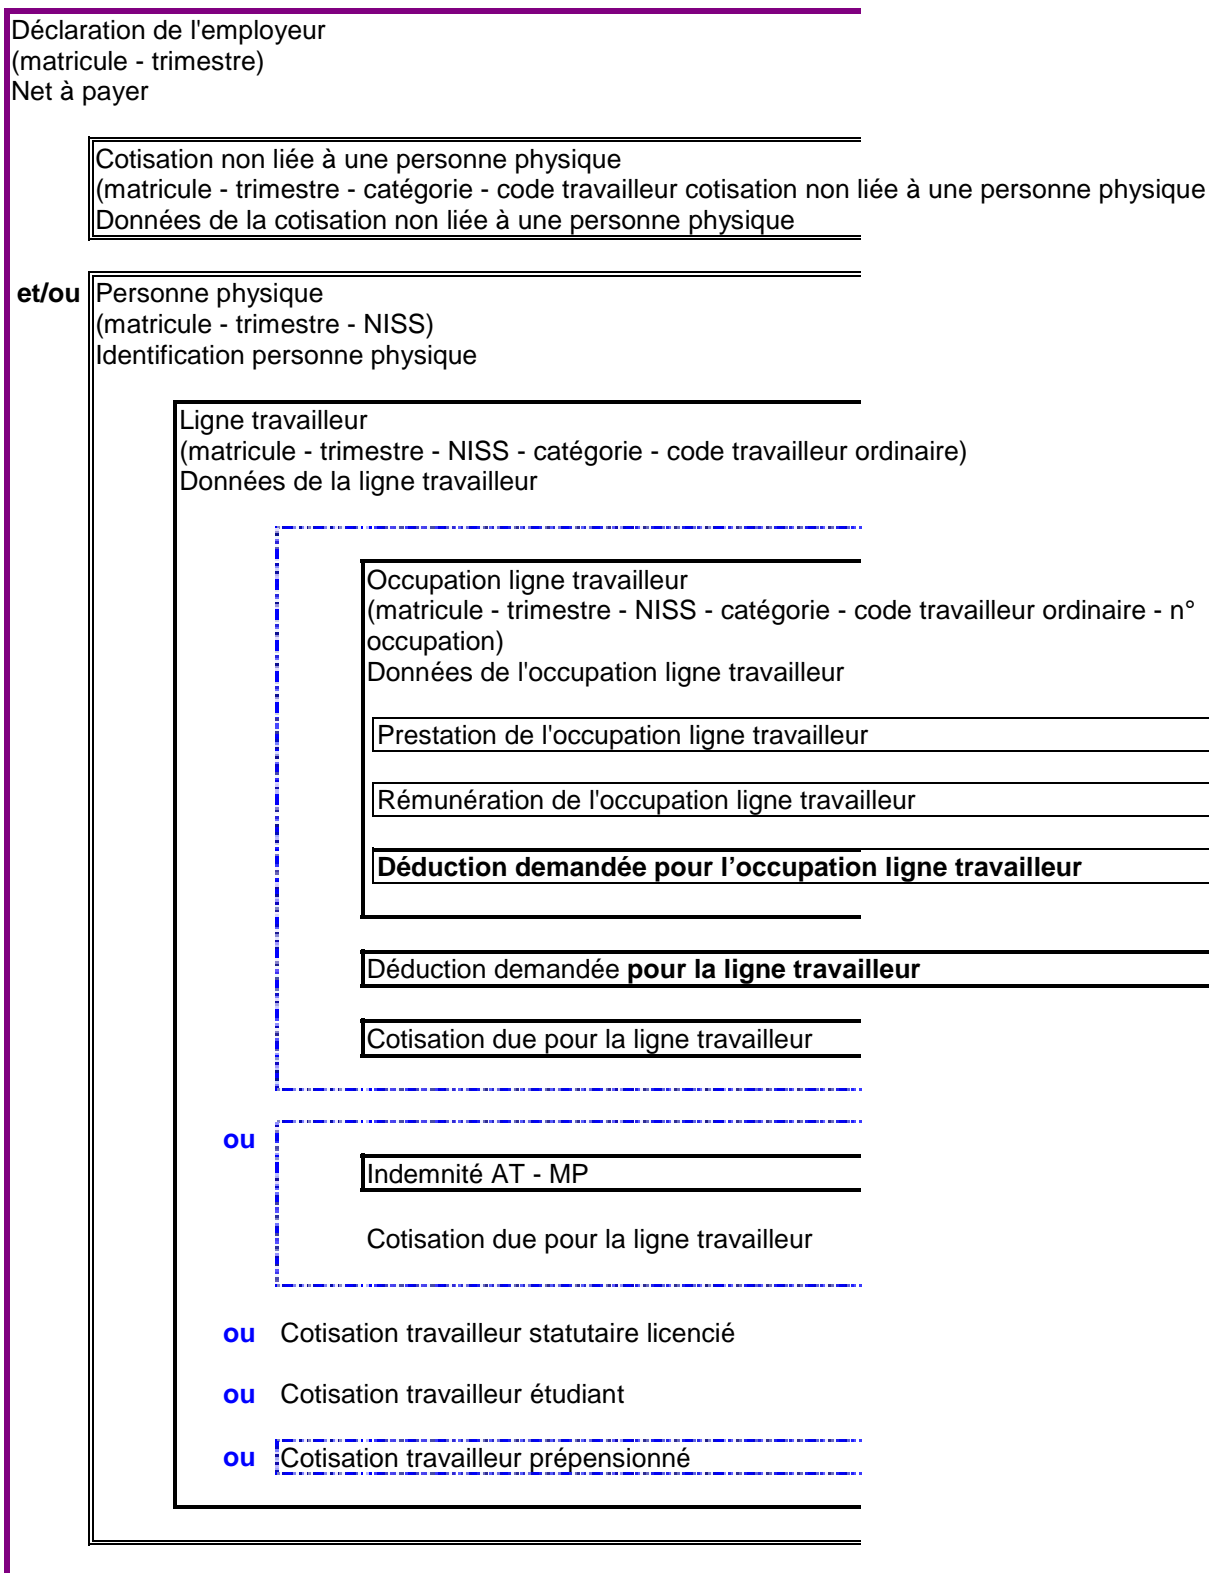 Déclaration de l'employeur
(matricule - trimestre)
Net à payer
Cotisation non liée à une personne physique
(matricule - trimestre - catégorie - code travailleur cotisation non liée à une personne physique
Données de la cotisation non liée à une personne physique
et/ou Personne physique
(matricule - trimestre - NISS)
Identification personne physique
Ligne travailleur
(matricule - trimestre - NISS - catégorie - code travailleur ordinaire)
Données de la ligne travailleur
Occupation ligne travailleur
(matricule - trimestre - NISS - catégorie - code travailleur ordinaire - n°
occupation)
Données de l'occupation ligne travailleur
Prestation de l'occupation ligne travailleur
Rémunération de l'occupation ligne travailleur
Déduction demandée pour l’occupation ligne travailleur
Déduction demandée pour la ligne travailleur
Cotisation due pour la ligne travailleur
ou
Indemnité AT - MP
Cotisation due pour la ligne travailleur
ou Cotisation travailleur statutaire licencié
ou Cotisation travailleur étudiant
ou Cotisation travailleur prépensionné